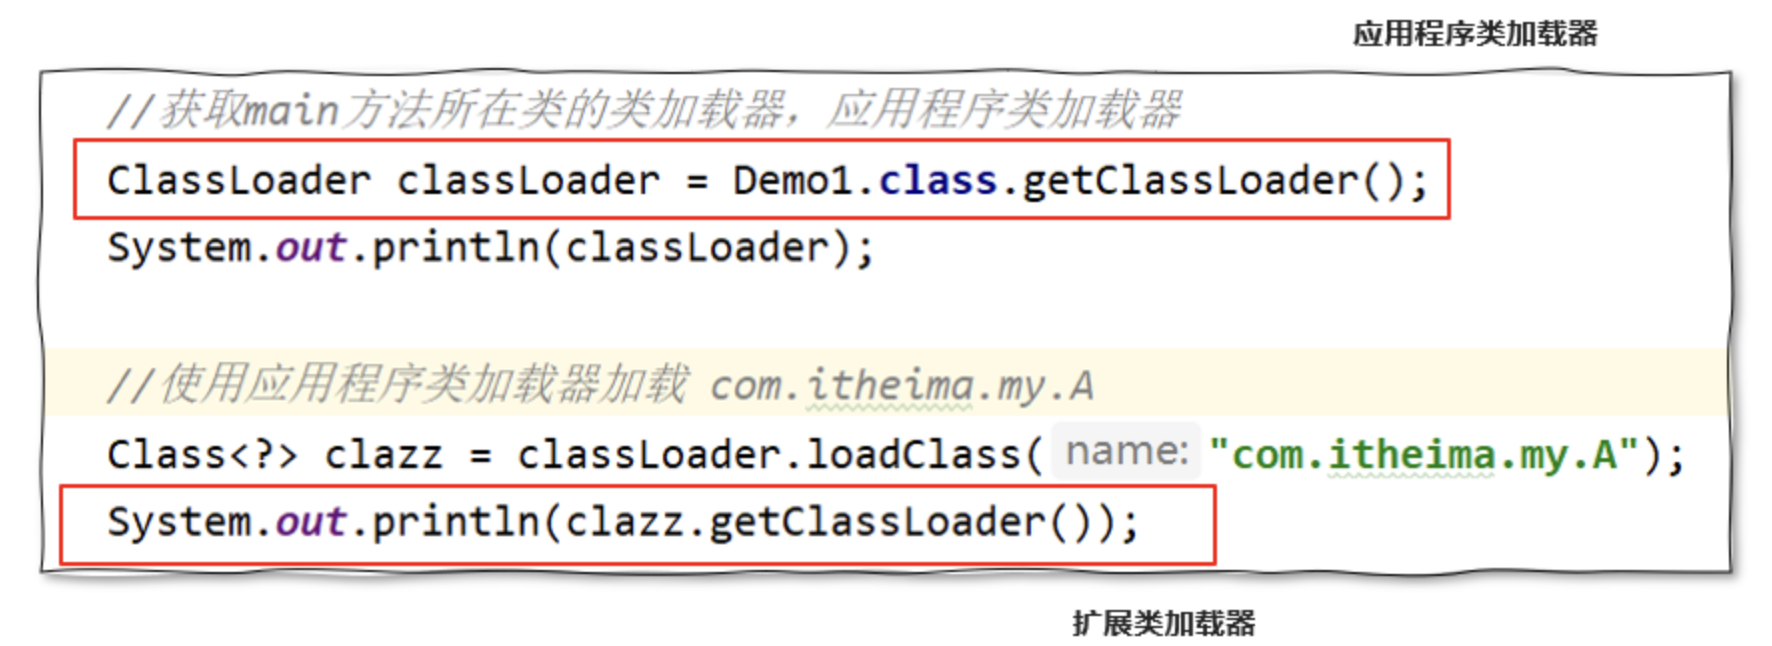 应用程序类加载器
//获取main方法所在类的类加载器，应用程序类加载器
ClassLoader classLoader = Demo1.class.getClassLoader();
System.out.println(classLoader);
//使用应用程序类加载器加载 com.itheima.my.A
Class<?> clazz = classLoader.loadClass( name: "com.itheima.my.A");
System.out.println(clazz.getClassLoader());
扩展类加载器